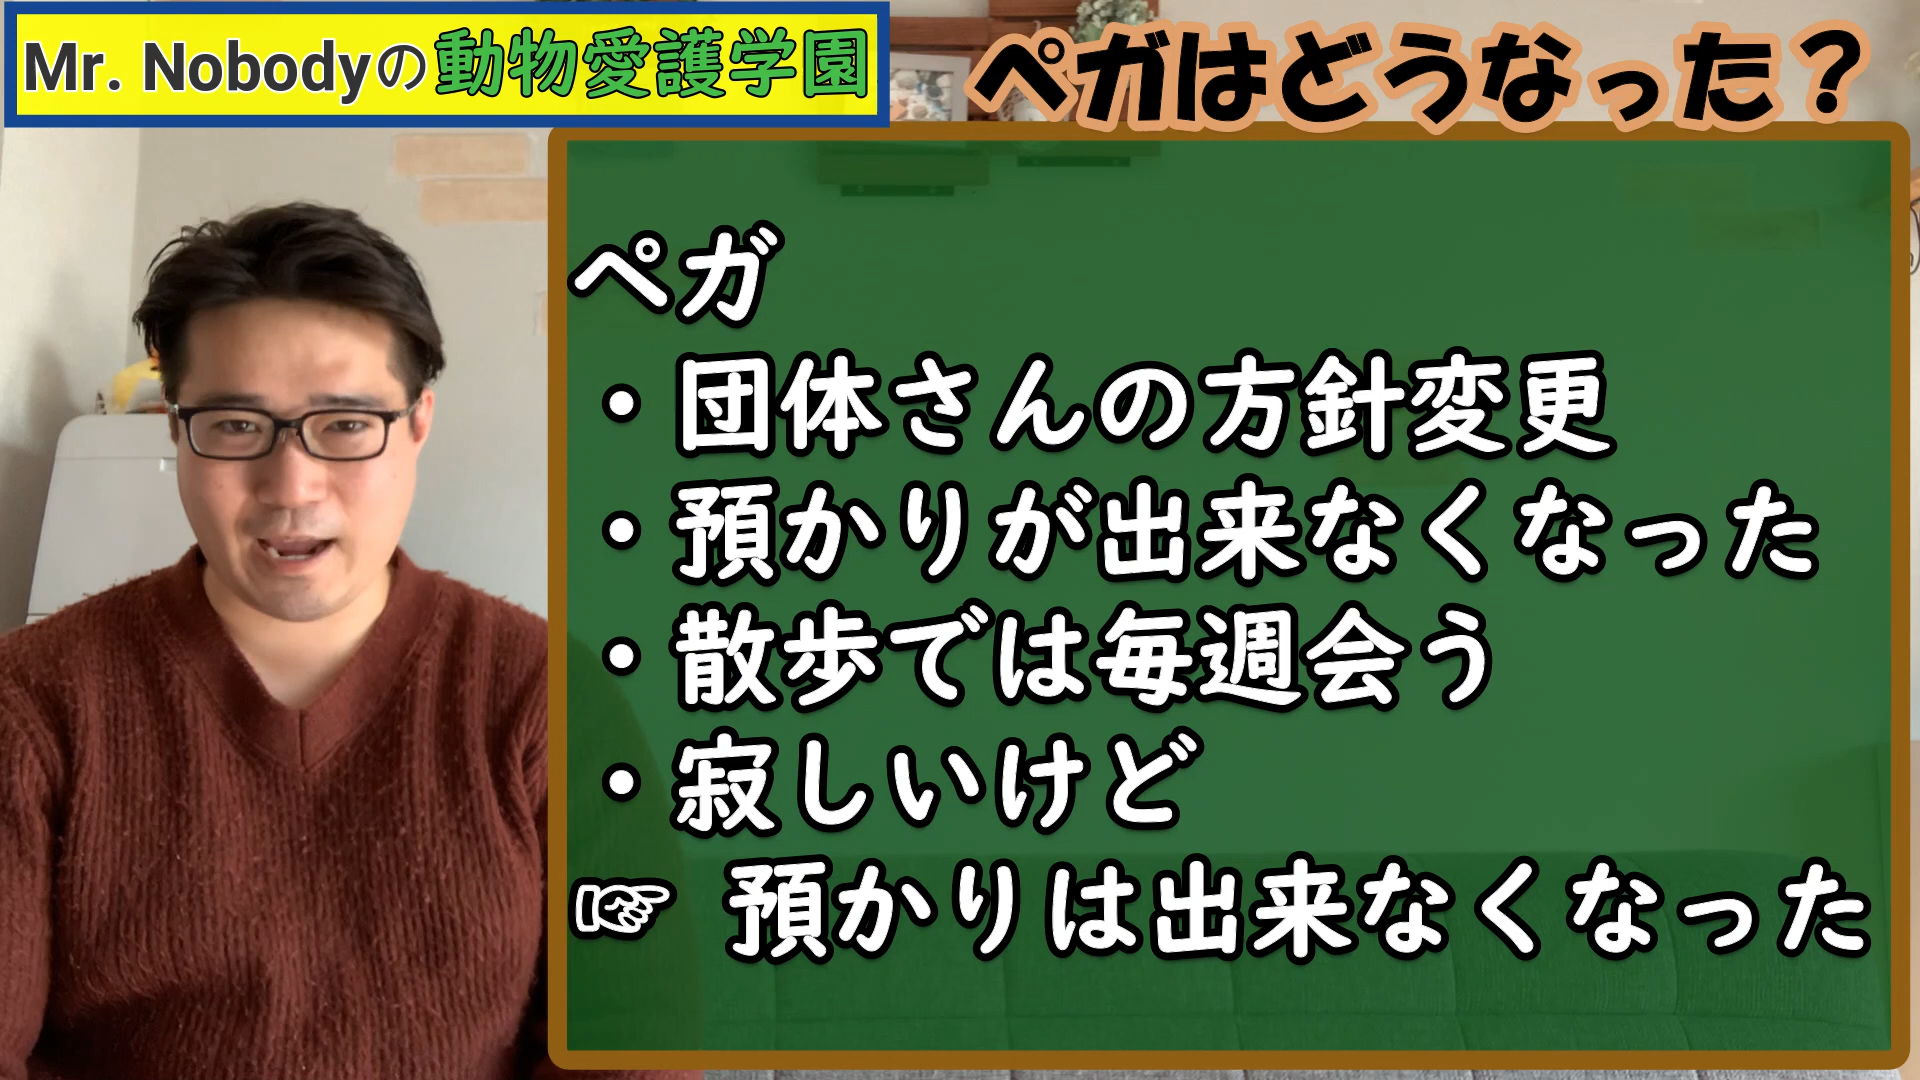 Mr. Nobodyの動物愛護学園
ペガはどうなった？
ペガ
・団体さんの方針変更
・預かりが出来なくなった
・散歩では毎週会う
・寂しいけど
☞ 預かりは出来なくなった